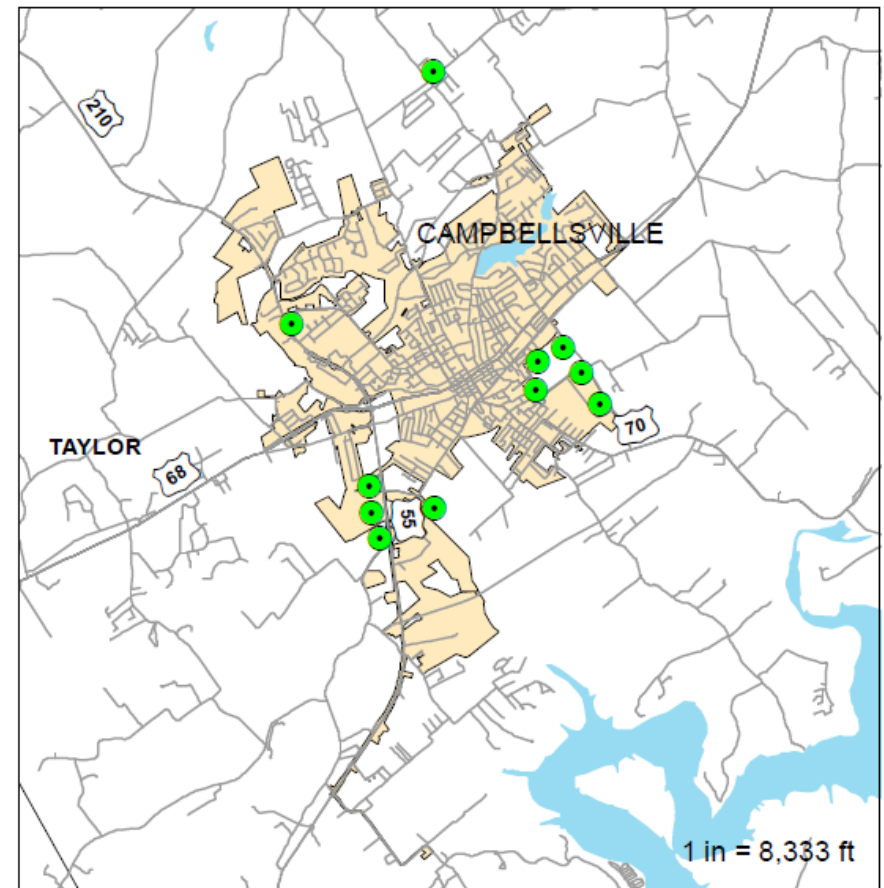 210
CAMPBELLSVILLE
70
TAYLOR
68
55
1 in = 8,333 ft